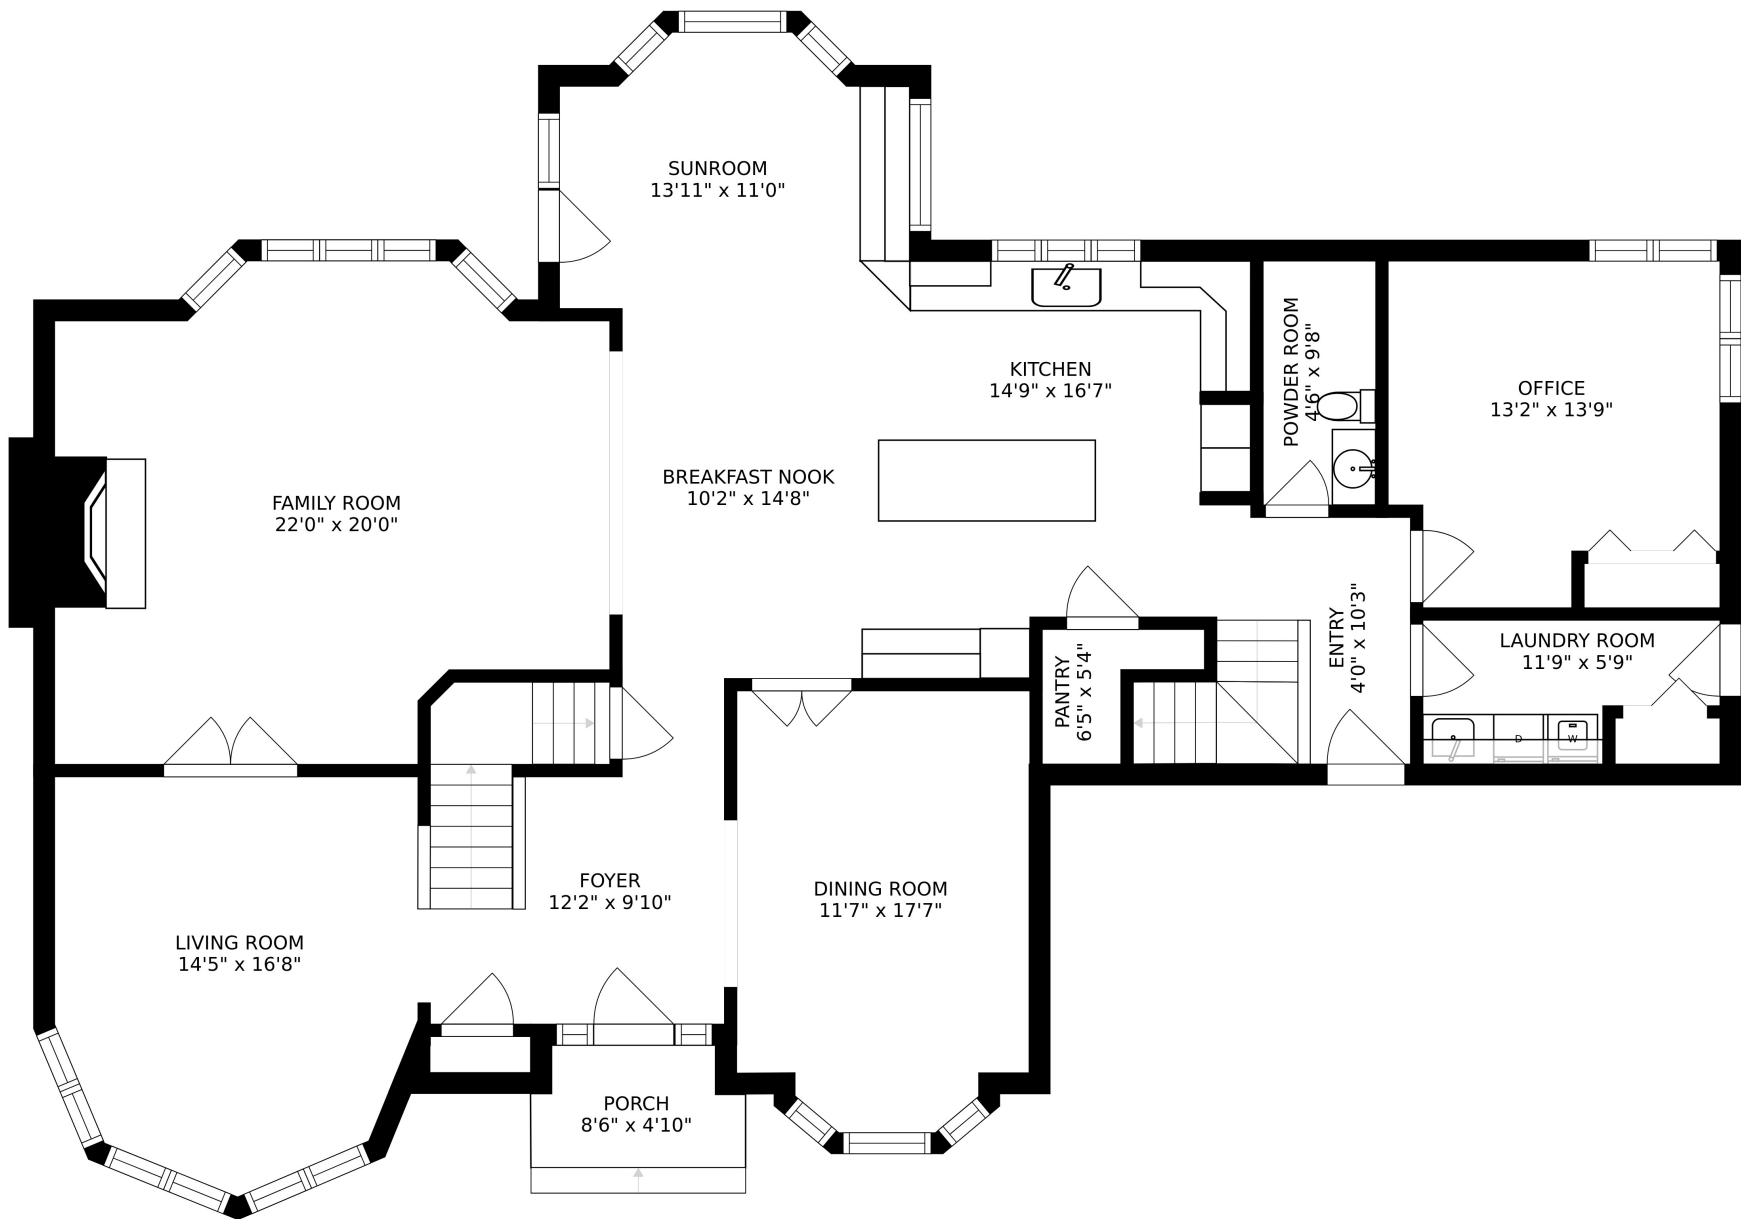 SUNROOM
13'11" x 11'0"
KITCHEN
14'9" x 16'7"
POWDER ROOM
4'6" x 9'8"
OFFICE
13'2" x 13'9"
BREAKFAST NOOK
10'2" x 14'8"
FAMILY ROOM
22'0" x 20'0"
ENTRY
4'0" x 10'3"
LAUNDRY ROOM
11'9" x 5'9"
PANTRY
6'5" x 5'4"
D
W
FOYER
12'2" x 9'10"
DINING ROOM
11'7" x 17'7"
LIVING ROOM
14'5" x 16'8"
PORCH
8'6" x 4'10"